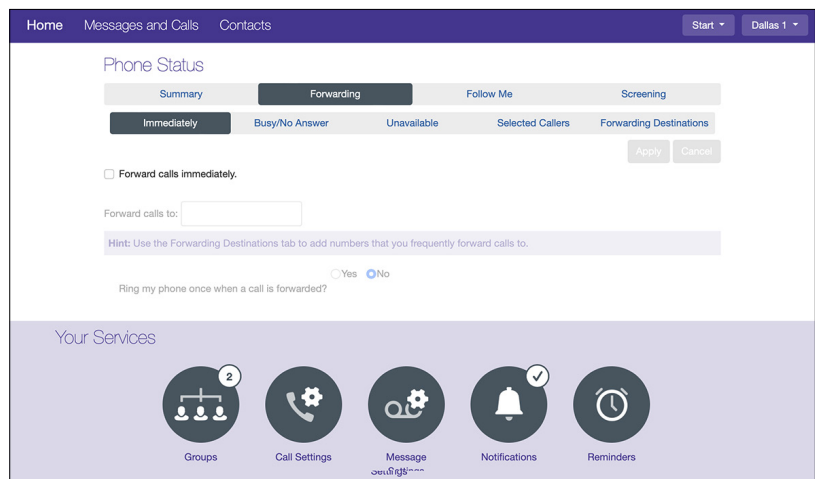 Home Messages and Calls Contacts Start Dallas 1
Phone Status
Summary Forwarding Follow Me Screening
Immediately Busy/No Answer Unavailable Selected Callers Forwarding Destinations
Apply Cancel
Forward calls immediately.
Forward calls to:
Hint: Use the Forwarding Destinations tab to add numbers that you frequently forward calls to.
Yes No
Ring my phone once when a call is forwarded?
Your Services
2
Groups Call Settings Message Notifications Reminders